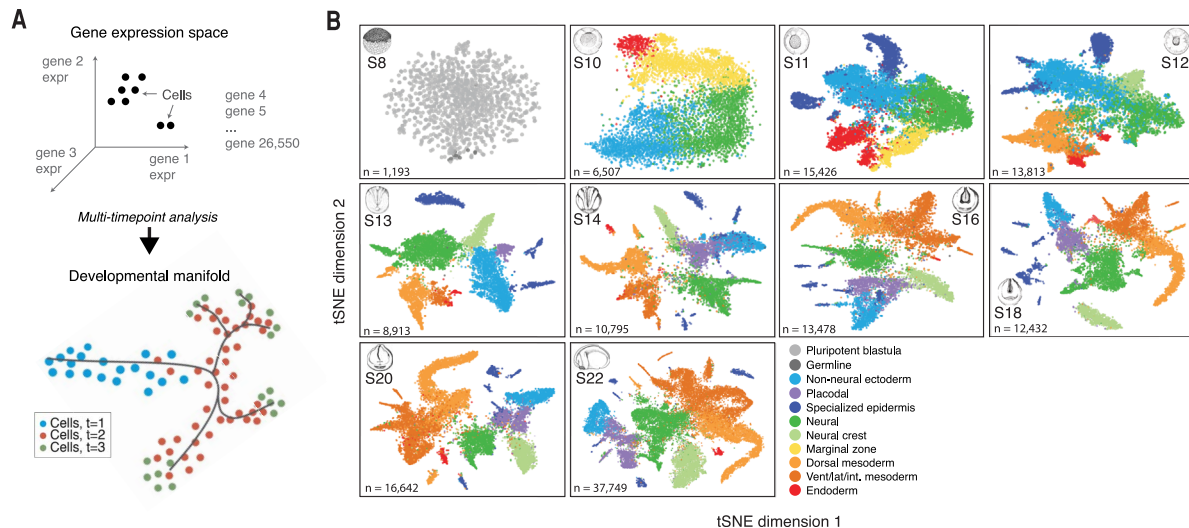 A
Gene expression space
gene 2
expr
Cells
gene 4
gene 5
...
gene 26,550
gene 3
expr
gene 1
expr
Multi-timepoint analysis
Developmental manifold
Cells, t=1
Cells, t=2
Cells, t=3
B
tSNE dimension 2
S8
n = 1,193
S10
n = 6,507
S11
n = 15,426
S12
n = 13,813
S13
n = 8,913
S14
n = 10,795
S16
n = 13,478
S18
n = 12,432
S20
n = 16,642
S22
n = 37,749
Pluripotent blastula
Germline
Non-neural ectoderm
Placodal
Specialized epidermis
Neural
Neural crest
Marginal zone
Dorsal mesoderm
Vent/lat/int. mesoderm
Endoderm
tSNE dimension 1